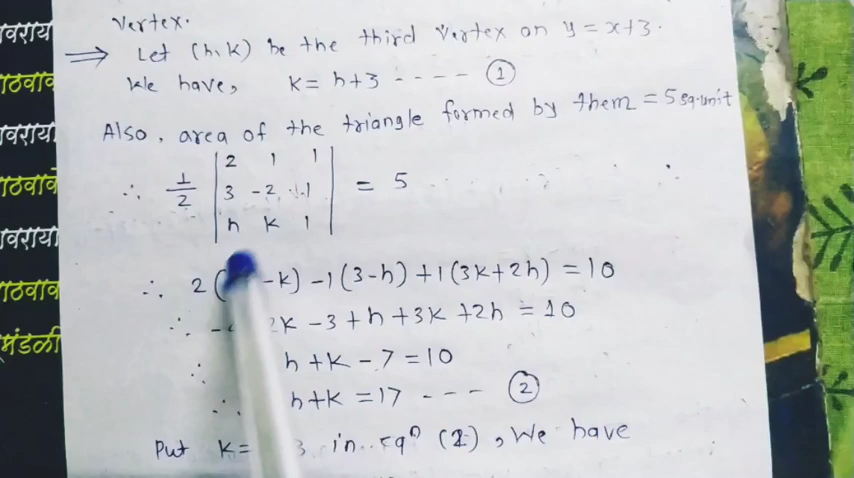 Vertex.
⇒ Let (h, k) be the third vertex on y = x+3.
We have, k = h+3 ---- ①
Also, area of the triangle formed by them = 5 sq.unit
∴ 1/2 | 2 1 1 |
| 3 -2 1 | = 5
| h k 1 |
∴ 2( -k) -1(3-h) +1(3k+2h) = 10
∴ - 2k -3+h+3k+2h = 10
∴ h+k -7 = 10
∴ h+k = 17 --- ②
Put k= 3 in eqⁿ (2), We have
वराय
ाठवाव
वराय
ाठवावे
वराया
ाठवाव
मंडळी